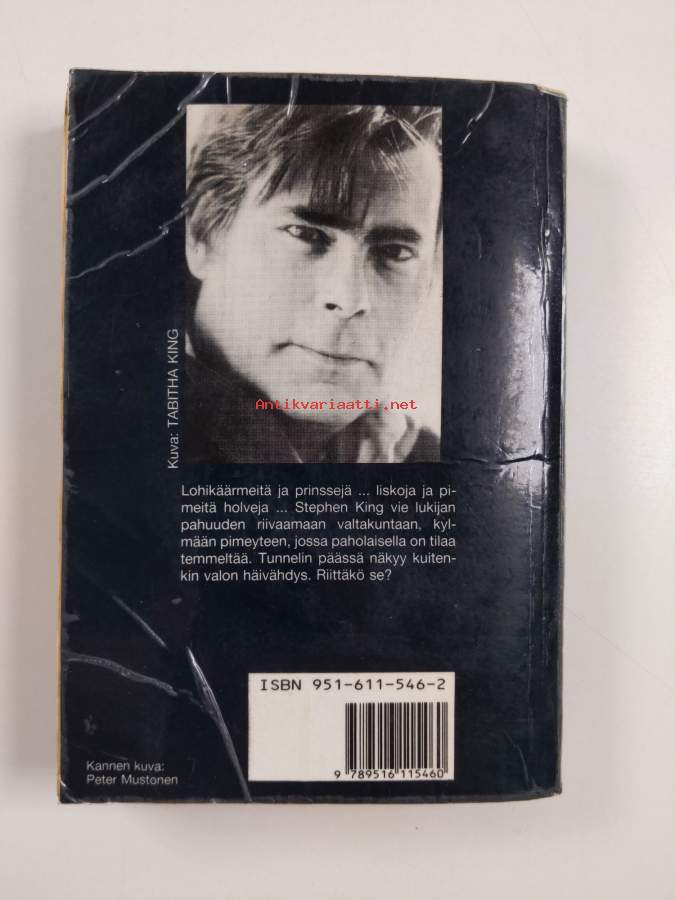 Kuva: TABITHA KING
Antikvariaatti.net
Lohikäärmeitä ja prinssejä ... liskoja ja pi-
meitä holveja ... Stephen King vie lukijan
pahuuden riivaamaan valtakuntaan, kyl-
mään pimeyteen, jossa paholaisella on tilaa
temmeltää. Tunnelin päässä näkyy kuiten-
kin valon häivähdys. Riittäkö se?
ISBN 951-611-546-2
9 789516 115460
Kannen kuva:
Peter Mustonen